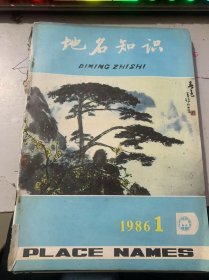 地名知识
DIMING ZHISHI
1986 1
PLACE NAMES